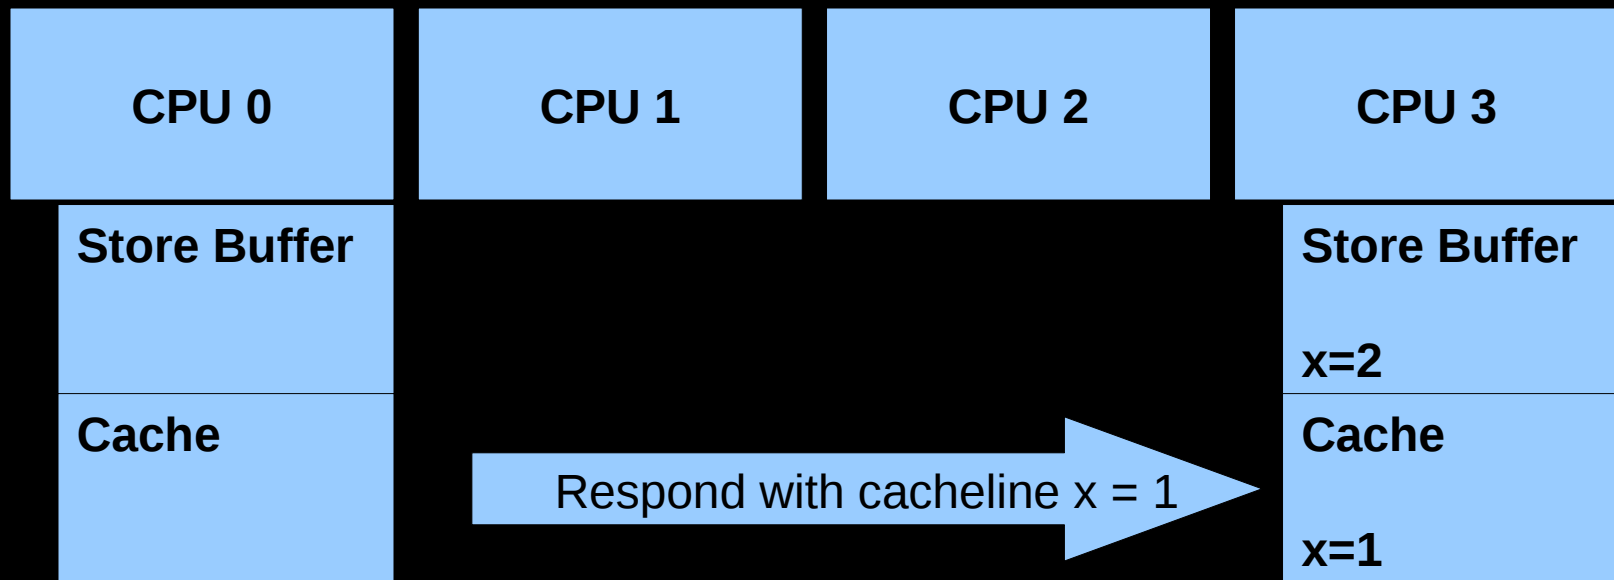 CPU 0
CPU 1
CPU 2
CPU 3
Store Buffer
Store Buffer
x=2
Cache
Respond with cacheline x = 1
Cache
x=1